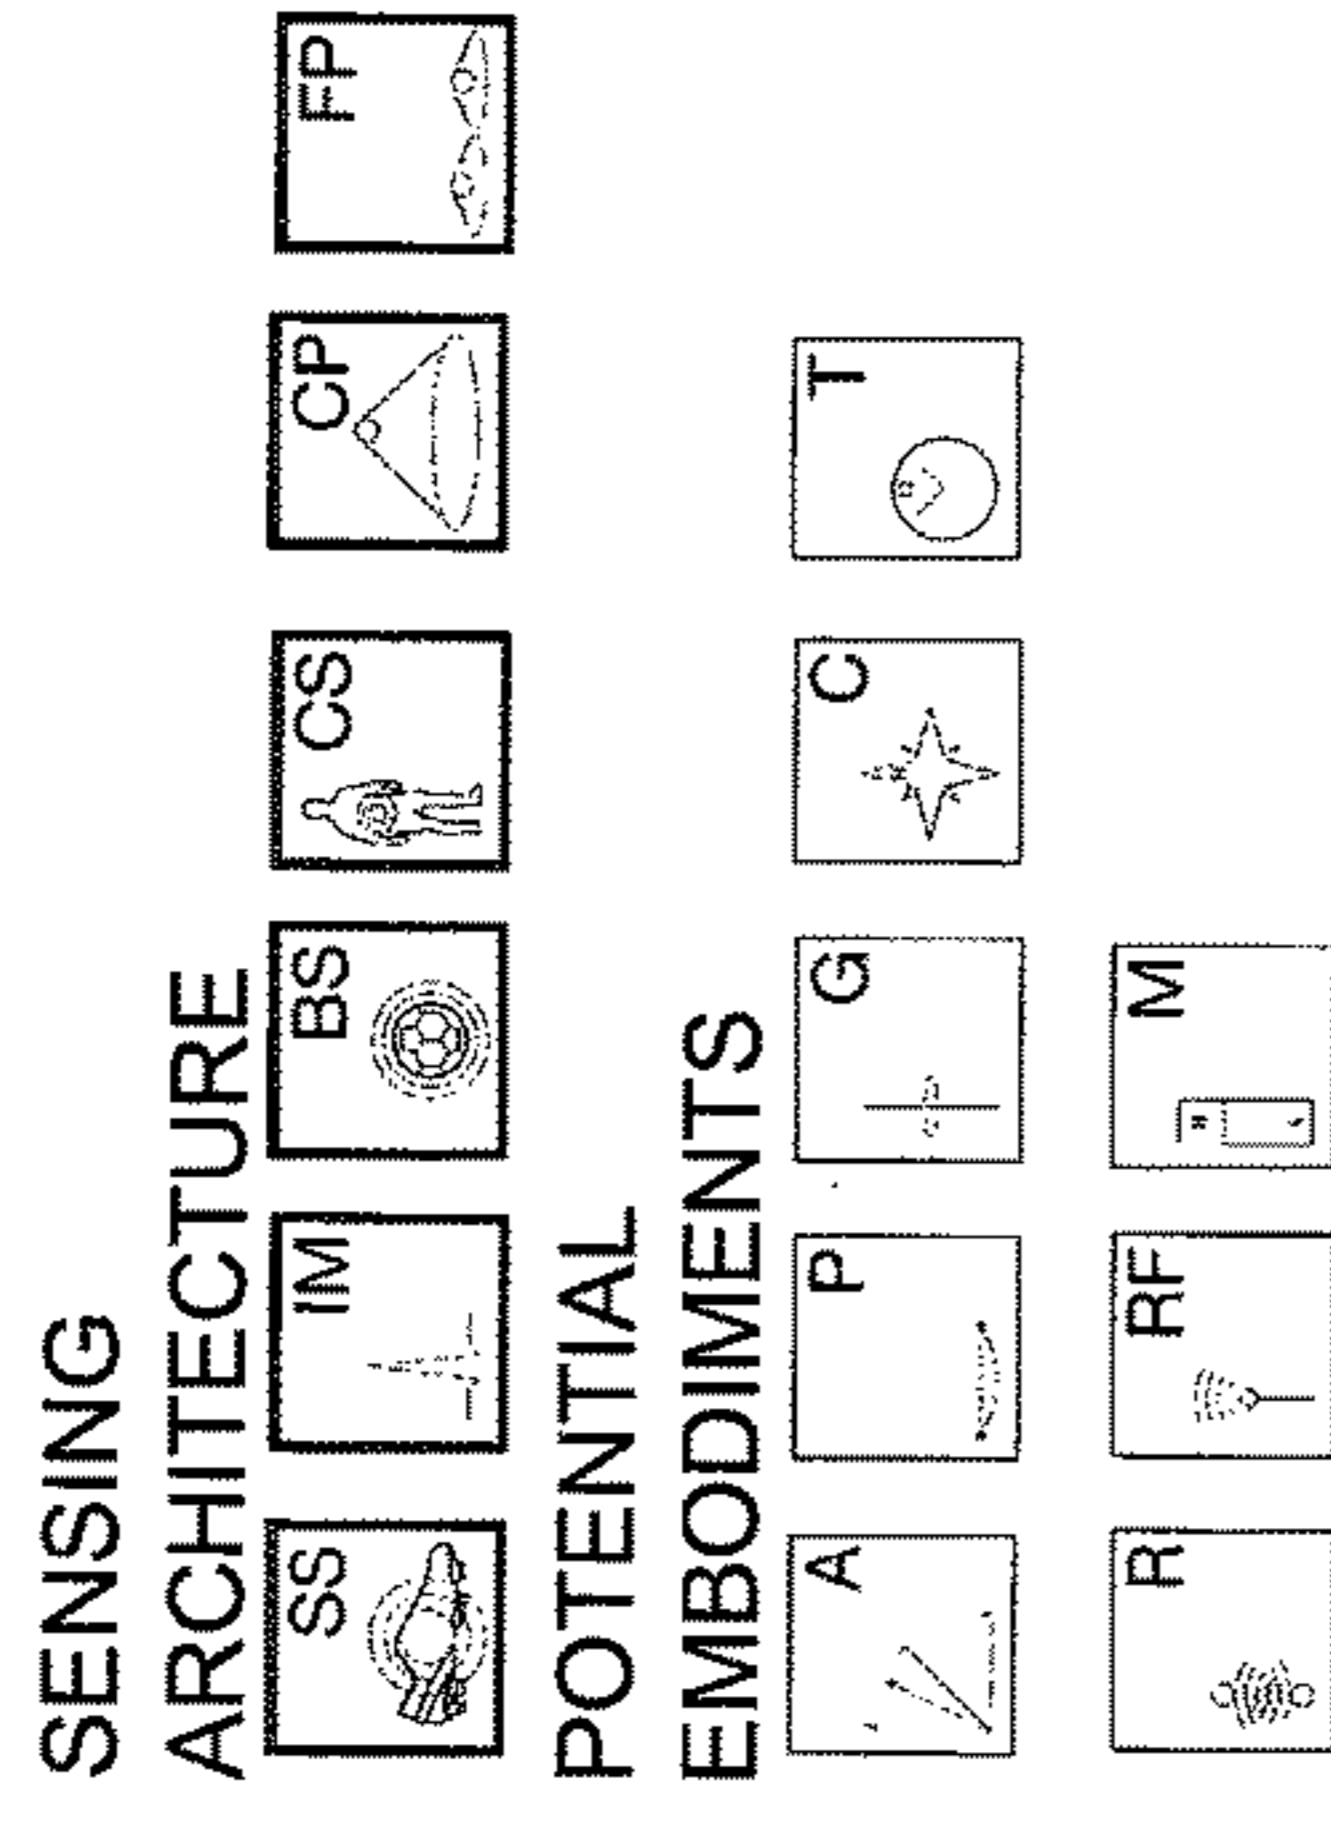 SENSING
ARCHITECTURE
SS IM BS CS CP FP
POTENTIAL
EMBODIMENTS
A P G C T
R RF M